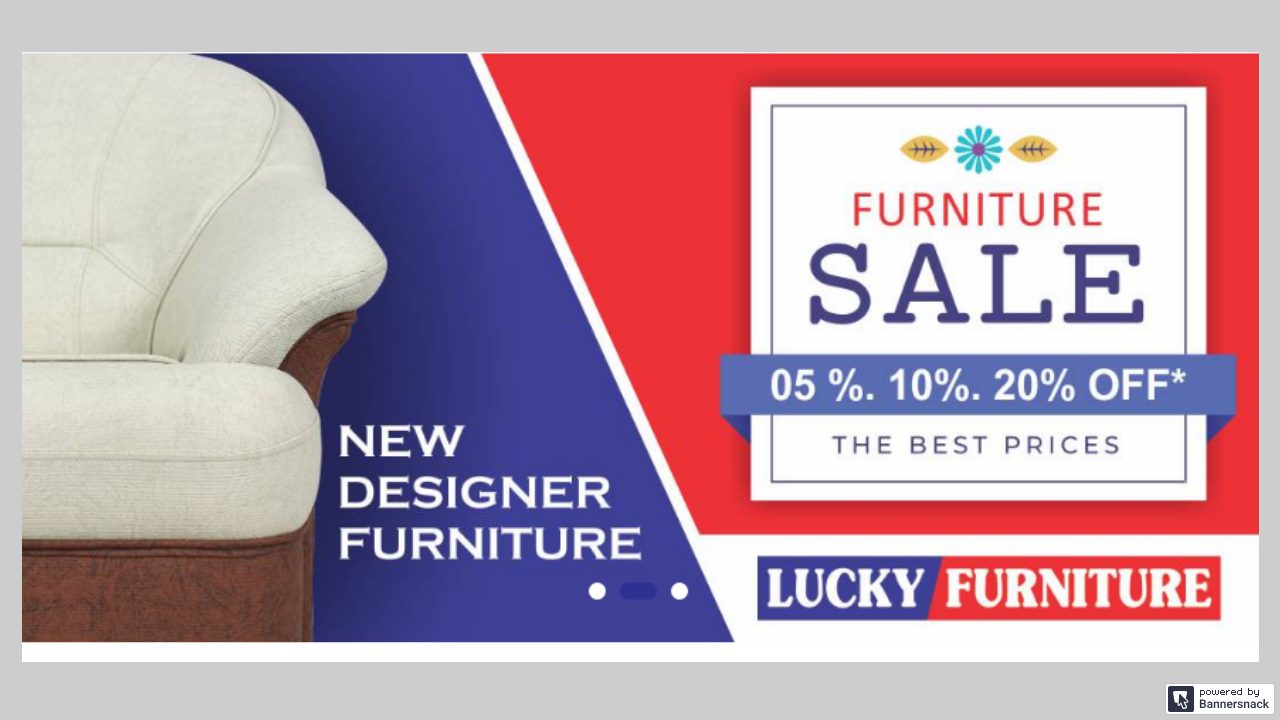 NEW
DESIGNER
FURNITURE
FURNITURE
SALE
05 %. 10%. 20% OFF*
THE BEST PRICES
LUCKY FURNITURE
powered by
Bannersnack